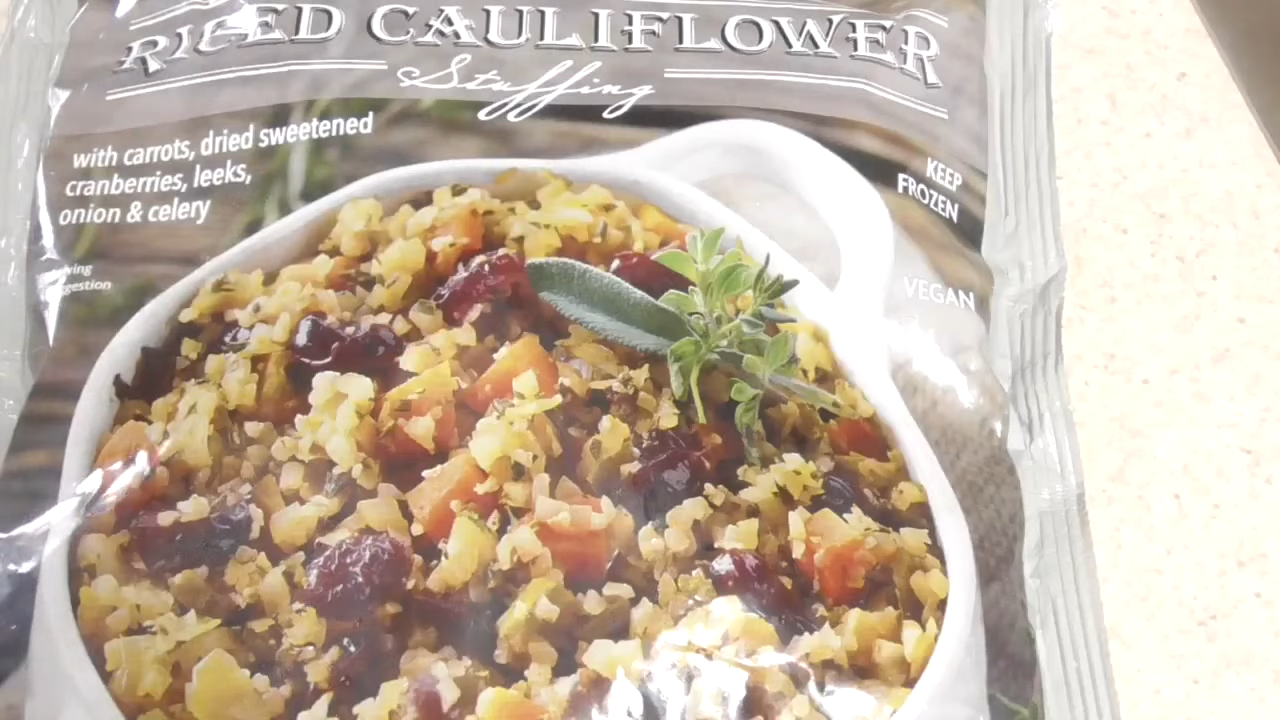 RICED CAULIFLOWER
Stuffing
with carrots, dried sweetened
cranberries, leeks,
onion & celery
KEEP
FROZEN
VEGAN